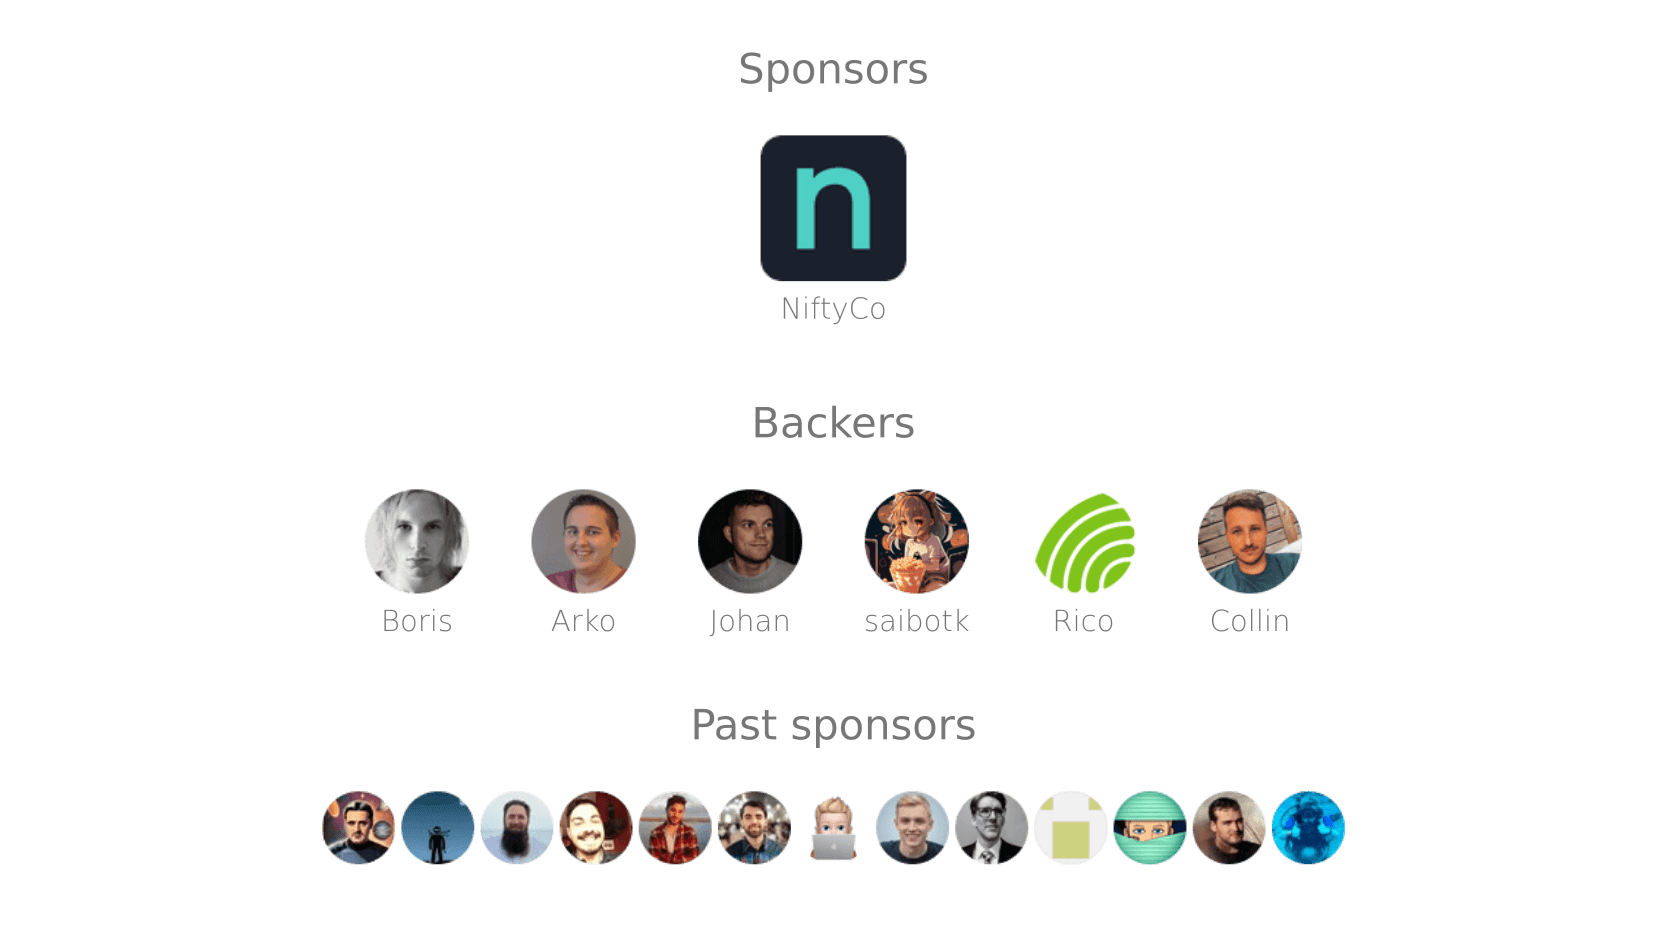 Sponsors
n
NiftyCo
Backers
Boris Arko Johan saibotk Rico Collin
Past sponsors